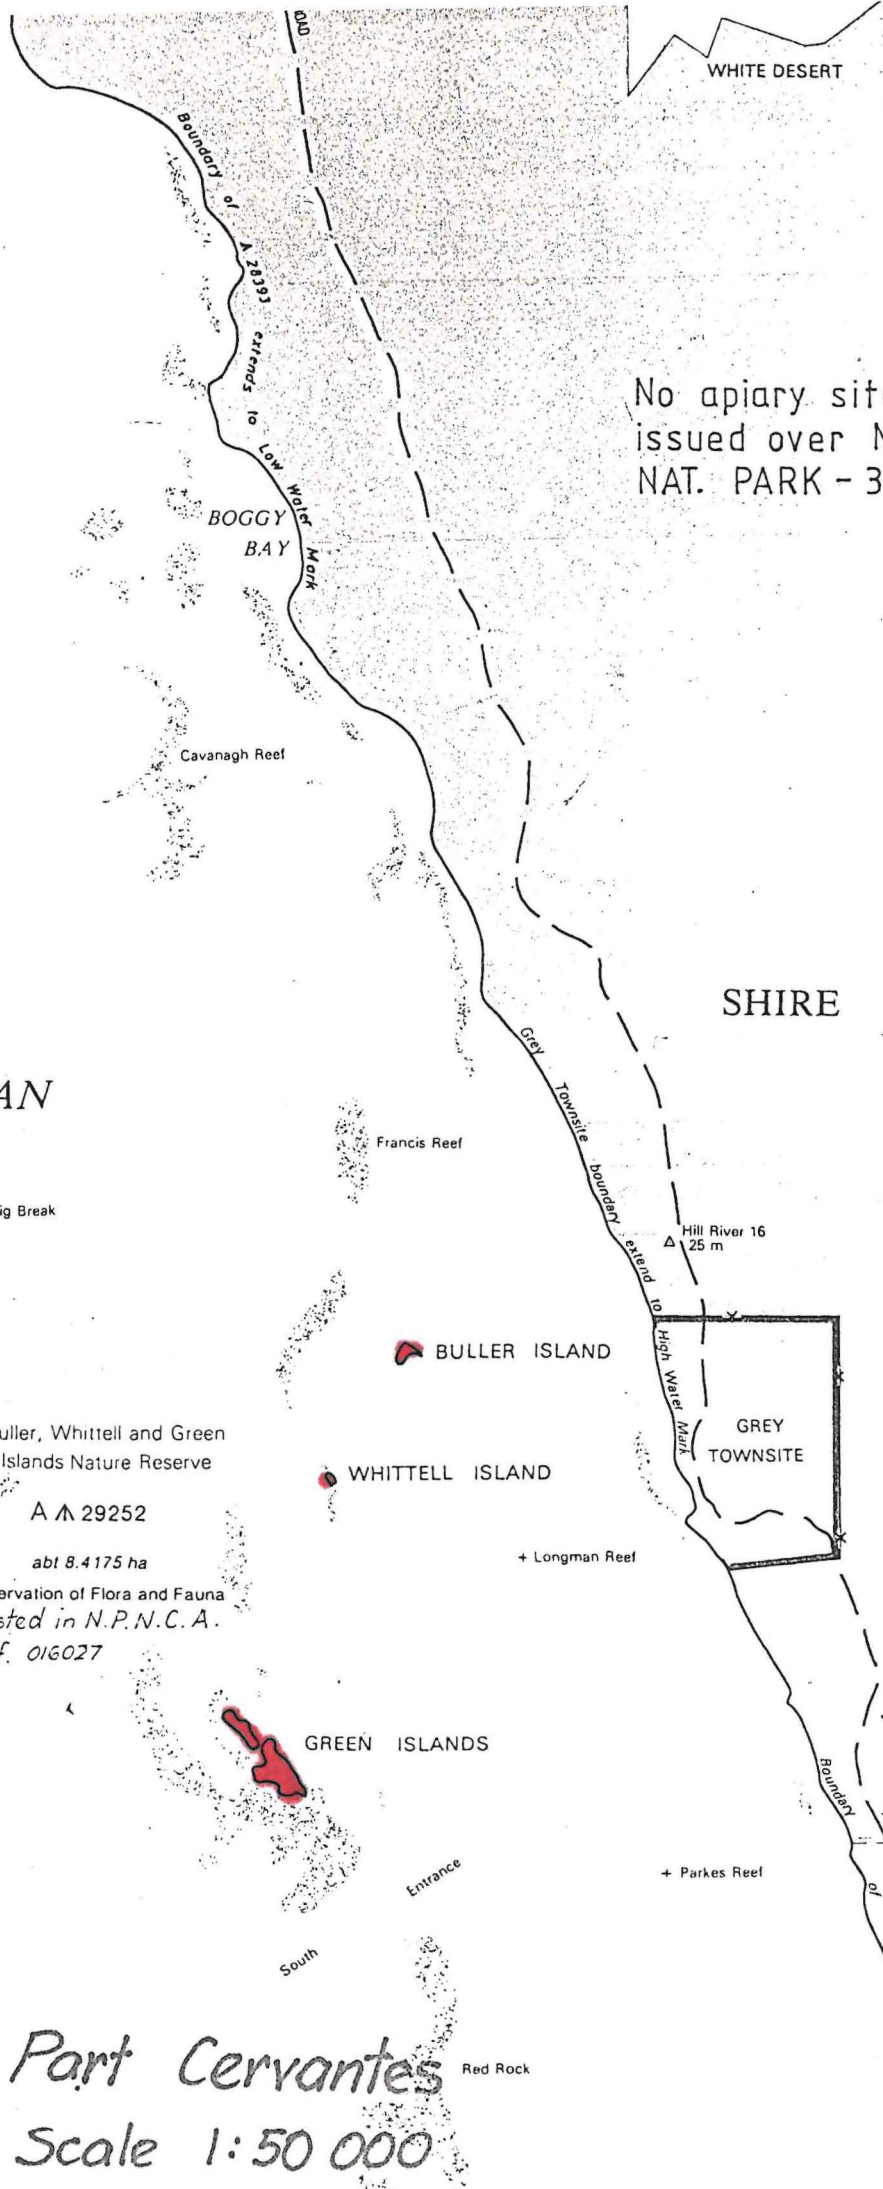 ROAD
WHITE DESERT
Boundary of A 28393 extends to Low Water Mark
No apiary sit
issued over N
NAT. PARK - 3
BOGGY
BAY
Cavanagh Reef
SHIRE
AN
Grey Townsite boundary extend to High Water Mark
Francis Reef
ig Break
Hill River 16
25 m
BULLER ISLAND
GREY
TOWNSITE
uller, Whittell and Green
Islands Nature Reserve
WHITTELL ISLAND
A 29252
+ Longman Reef
abt 8.4175 ha
ervation of Flora and Fauna
sted in N.P.N.C.A.
f. 016027
GREEN ISLANDS
Boundary of
+ Parkes Reef
South Entrance
Part Cervantes
Red Rock
Scale 1:50 000